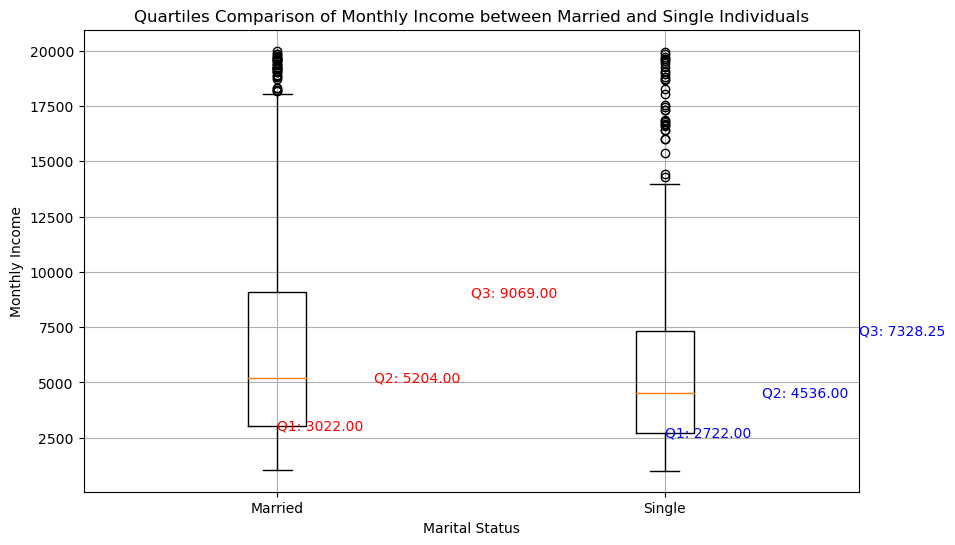 Quartiles Comparison of Monthly Income between Married and Single Individuals
Monthly Income
20000
17500
15000
12500
10000
7500
5000
2500
Q3: 9069.00
Q3: 7328.25
Q2: 5204.00
Q2: 4536.00
Q1: 3022.00
Q1: 2722.00
Married
Single
Marital Status